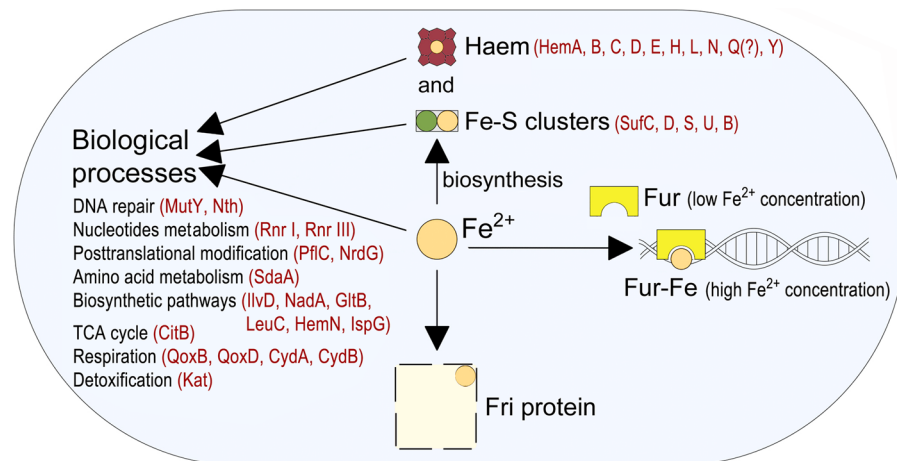 Haem (HemA, B, C, D, E, H, L, N, Q(?), Y)
and
Fe-S clusters (SufC, D, S, U, B)
biosynthesis
Fe²⁺
Biological
processes
DNA repair (MutY, Nth)
Nucleotides metabolism (Rnr I, Rnr III)
Posttranslational modification (PflC, NrdG)
Amino acid metabolism (SdaA)
Biosynthetic pathways (IlvD, NadA, GltB,
LeuC, HemN, IspG)
TCA cycle (CitB)
Respiration (QoxB, QoxD, CydA, CydB)
Detoxification (Kat)
Fur (low Fe²⁺ concentration)
Fur-Fe (high Fe²⁺ concentration)
Fri protein